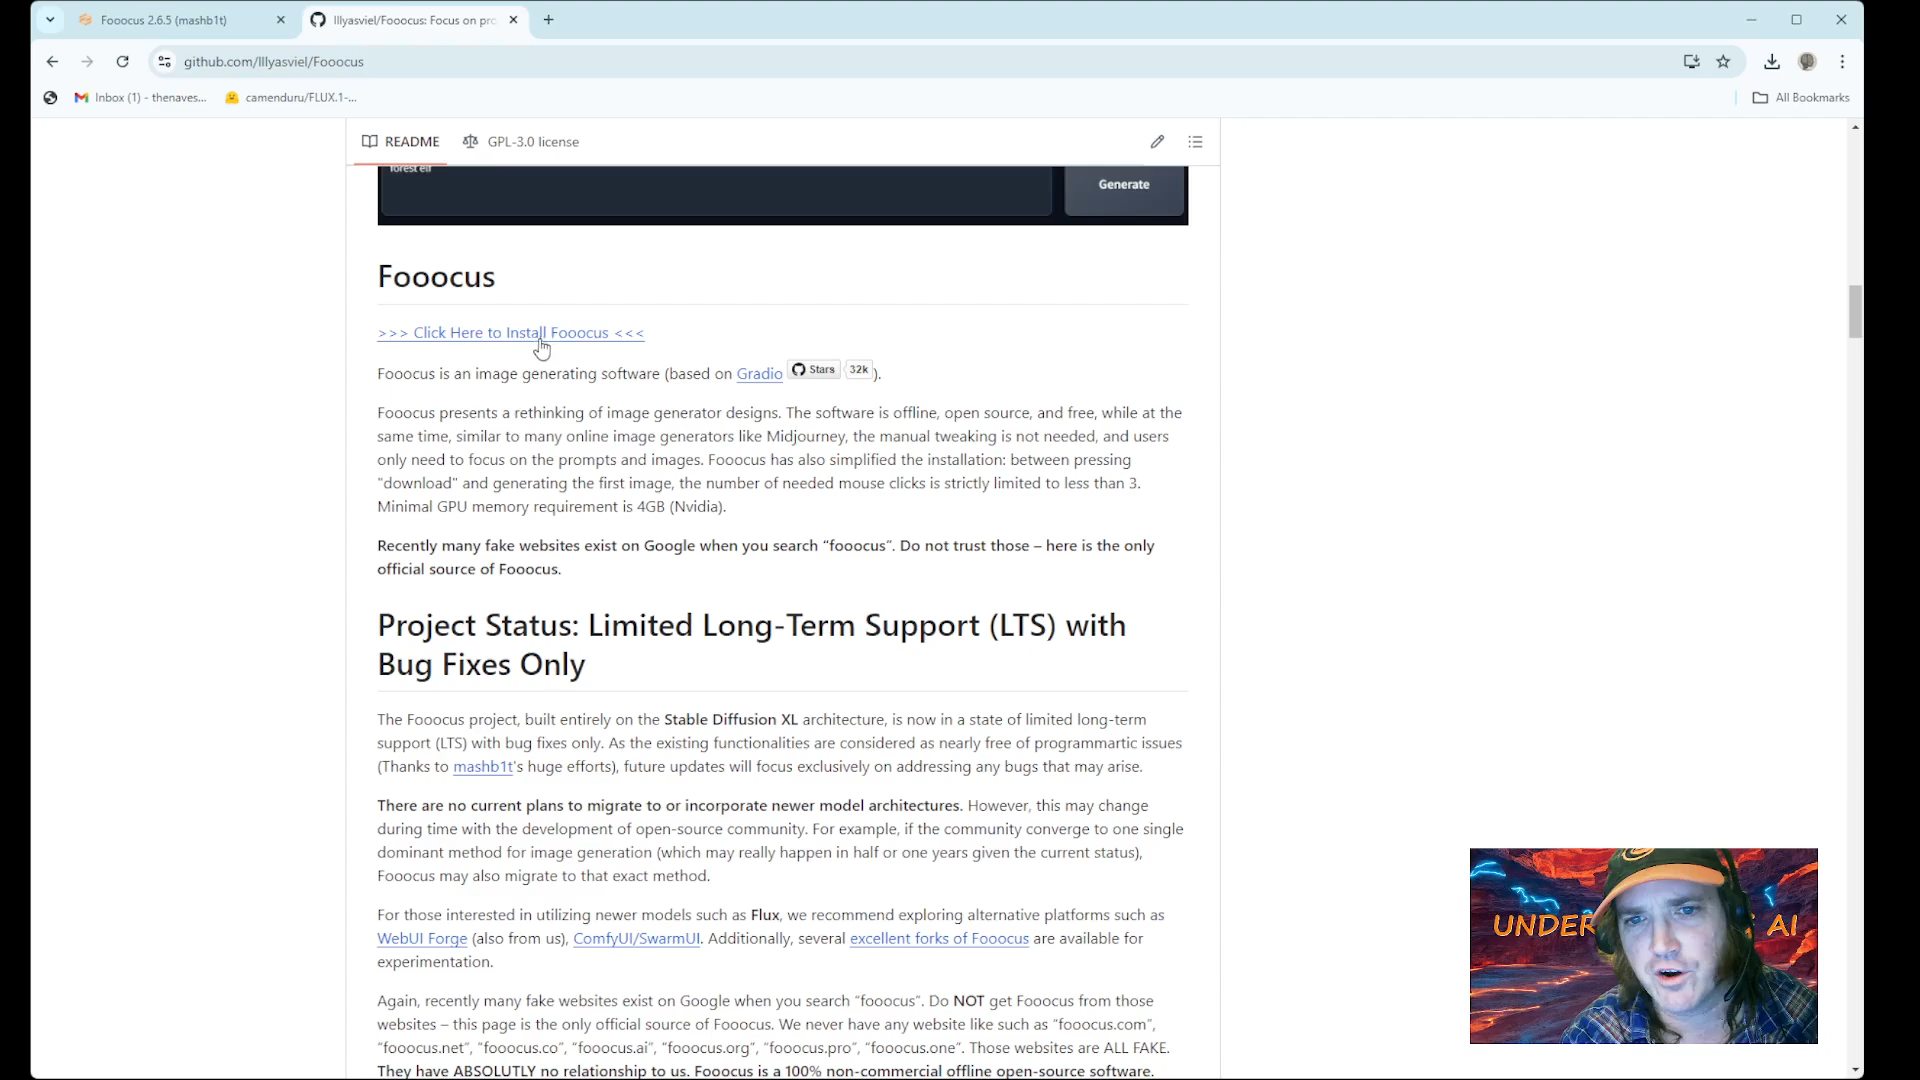 Fooocus 2.6.5 (mashb1t)
lllyasviel/Fooocus: Focus on pro
github.com/lllyasviel/Fooocus
Inbox (1) - thenaves...
camenduru/FLUX.1-...
All Bookmarks
README
GPL-3.0 license
forest elf
Generate
Fooocus
>>> Click Here to Install Fooocus <<<
Fooocus is an image generating software (based on Gradio Stars 32k ).
Fooocus presents a rethinking of image generator designs. The software is offline, open source, and free, while at the
same time, similar to many online image generators like Midjourney, the manual tweaking is not needed, and users
only need to focus on the prompts and images. Fooocus has also simplified the installation: between pressing
"download" and generating the first image, the number of needed mouse clicks is strictly limited to less than 3.
Minimal GPU memory requirement is 4GB (Nvidia).
Recently many fake websites exist on Google when you search “fooocus”. Do not trust those – here is the only
official source of Fooocus.
Project Status: Limited Long-Term Support (LTS) with
Bug Fixes Only
The Fooocus project, built entirely on the Stable Diffusion XL architecture, is now in a state of limited long-term
support (LTS) with bug fixes only. As the existing functionalities are considered as nearly free of programmartic issues
(Thanks to mashb1t's huge efforts), future updates will focus exclusively on addressing any bugs that may arise.
There are no current plans to migrate to or incorporate newer model architectures. However, this may change
during time with the development of open-source community. For example, if the community converge to one single
dominant method for image generation (which may really happen in half or one years given the current status),
Fooocus may also migrate to that exact method.
For those interested in utilizing newer models such as Flux, we recommend exploring alternative platforms such as
WebUI Forge (also from us), ComfyUI/SwarmUI. Additionally, several excellent forks of Fooocus are available for
experimentation.
Again, recently many fake websites exist on Google when you search “fooocus”. Do NOT get Fooocus from those
websites – this page is the only official source of Fooocus. We never have any website like such as “fooocus.com”,
“fooocus.net”, “fooocus.co”, “fooocus.ai”, “fooocus.org”, “fooocus.pro”, “fooocus.one”. Those websites are ALL FAKE.
They have ABSOLUTLY no relationship to us. Fooocus is a 100% non-commercial offline open-source software.
UNDER
AI